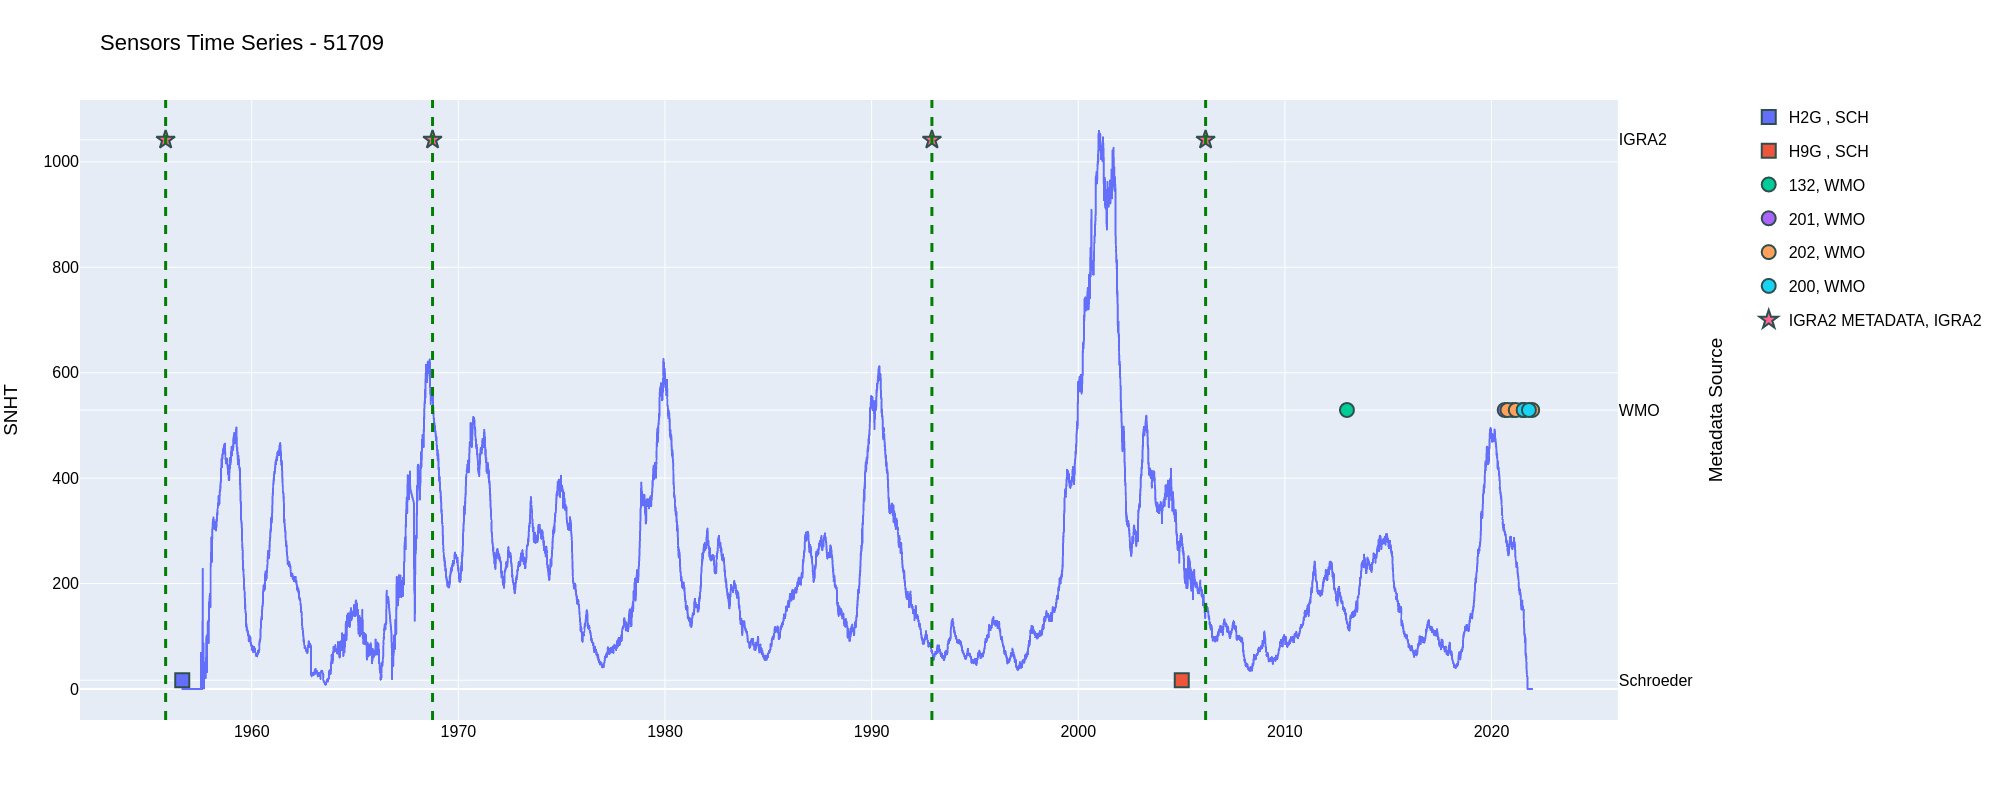 Sensors Time Series - 51709
SNHT
1000
800
600
400
200
0
1960
1970
1980
1990
2000
2010
2020
IGRA2
WMO
Schroeder
Metadata Source
H2G , SCH
H9G , SCH
132, WMO
201, WMO
202, WMO
200, WMO
IGRA2 METADATA, IGRA2